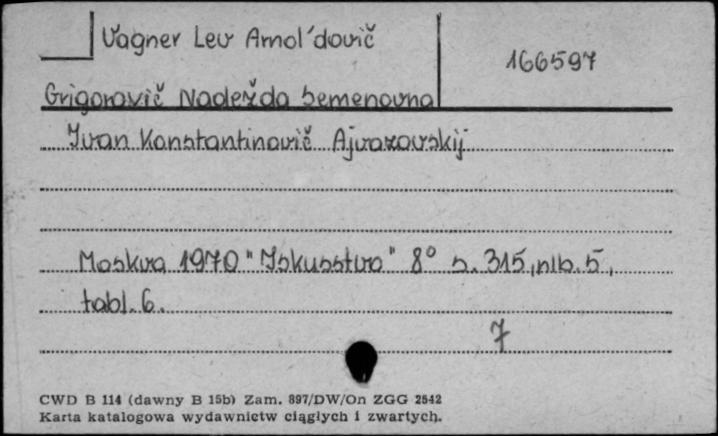 Vagner Lev Arnol'dovič
166597
Grigorovič Nadežda Semenovna
Ivan Konstantinovič Ajvazovskij
Moskva 1970 "Iskusstvo" 8° s. 315, nlb. 5,
tabl. 6.
7
CWD B 114 (dawny B 15b) Zam. 897/DW/On ZGG 2542
Karta katalogowa wydawnictw ciągłych i zwartych.